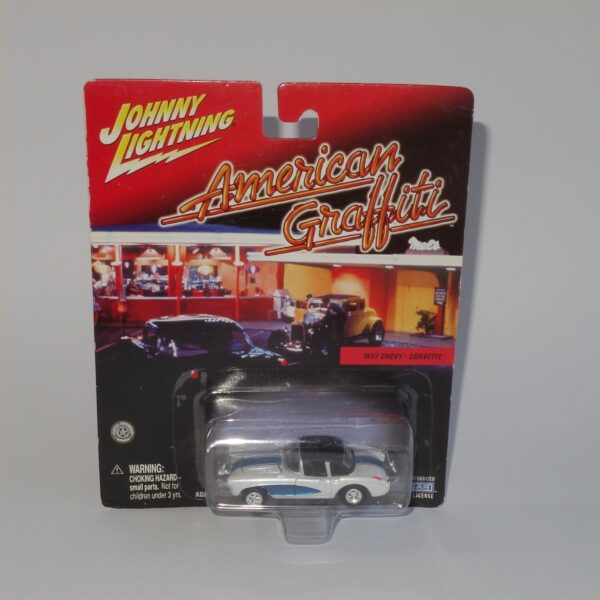 JOHNNY
LIGHTNING
American
Graffiti
Mel's
1957 CHEVY CORVETTE
WARNING:
CHOKING HAZARD--
small parts. Not for
children under 3 yrs.
AGE
LICENSE